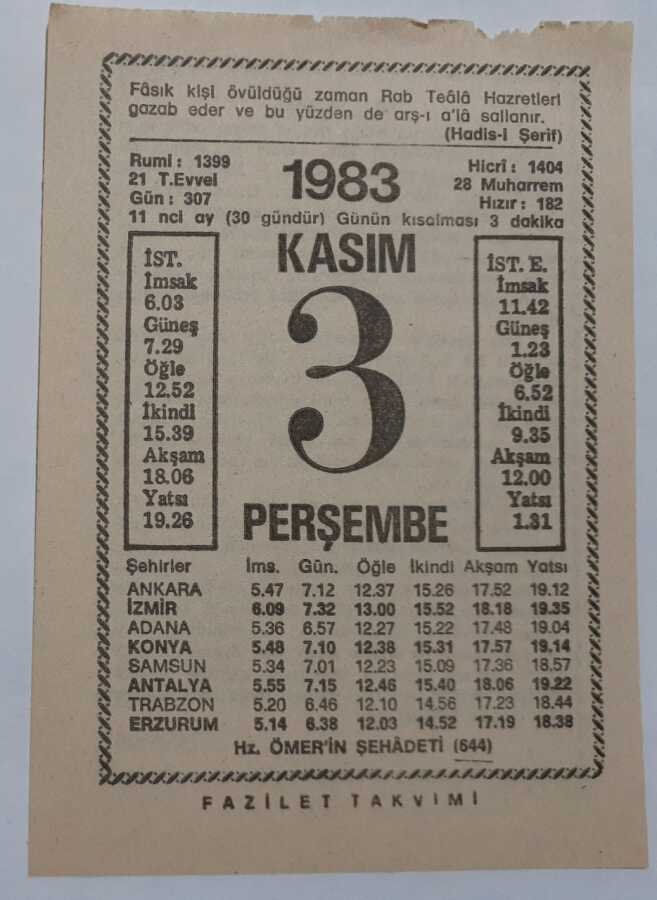 Fâsık kişi övüldüğü zaman Rab Teâlâ Hazretleri
gazab eder ve bu yüzden de arş-ı a'lâ sallanır.
(Hadis-i Şerif)
Rumî: 1399
21 T.Evvel
Gün: 307
1983
Hicrî: 1404
28 Muharrem
Hızır: 182
11 nci ay (30 gündür) Günün kısalması 3 dakika
KASIM
3
PERŞEMBE
İST.
İmsak
6.03
Güneş
7.29
Öğle
12.52
İkindi
15.39
Akşam
18.06
Yatsı
19.26
İST. E.
İmsak
11.42
Güneş
1.23
Öğle
6.52
İkindi
9.35
Akşam
12.00
Yatsı
1.31
Şehirler İms. Gün. Öğle İkindi Akşam Yatsı
ANKARA 5.47 7.12 12.37 15.26 17.52 19.12
İZMİR 6.09 7.32 13.00 15.52 18.18 19.35
ADANA 5.36 6.57 12.27 15.22 17.48 19.04
KONYA 5.48 7.10 12.38 15.31 17.57 19.14
SAMSUN 5.34 7.01 12.23 15.09 17.36 18.57
ANTALYA 5.55 7.15 12.46 15.40 18.06 19.22
TRABZON 5.20 6.46 12.10 14.56 17.23 18.44
ERZURUM 5.14 6.38 12.03 14.52 17.19 18.38
Hz. ÖMER'İN ŞEHÂDETİ (644)
FAZİLET TAKVİMİ